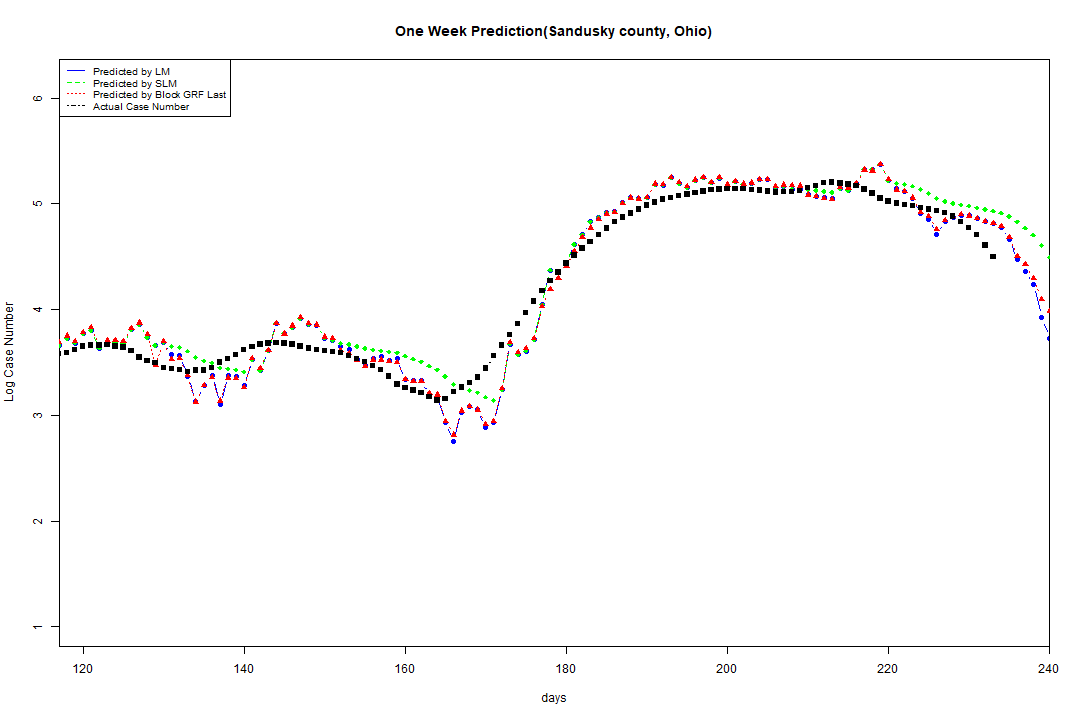 One Week Prediction(Sandusky county, Ohio)
Predicted by LM
Predicted by SLM
Predicted by Block GRF Last
Actual Case Number
6
5
4
3
2
1
Log Case Number
120 140 160 180 200 220 240
days